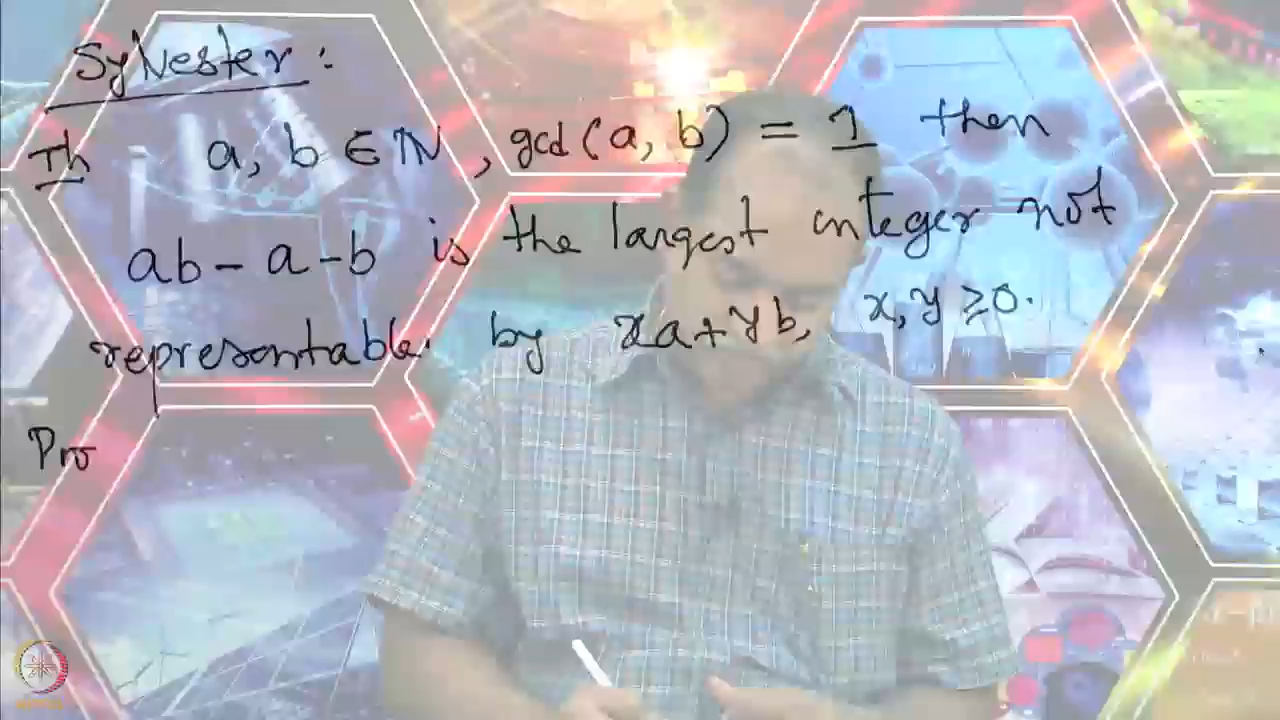 Sylvester :
Th a, b ∈ ℕ , gcd (a, b) = 1 then
ab - a - b is the largest integer not
representable by xa + yb, x, y ≥ 0.
Pro